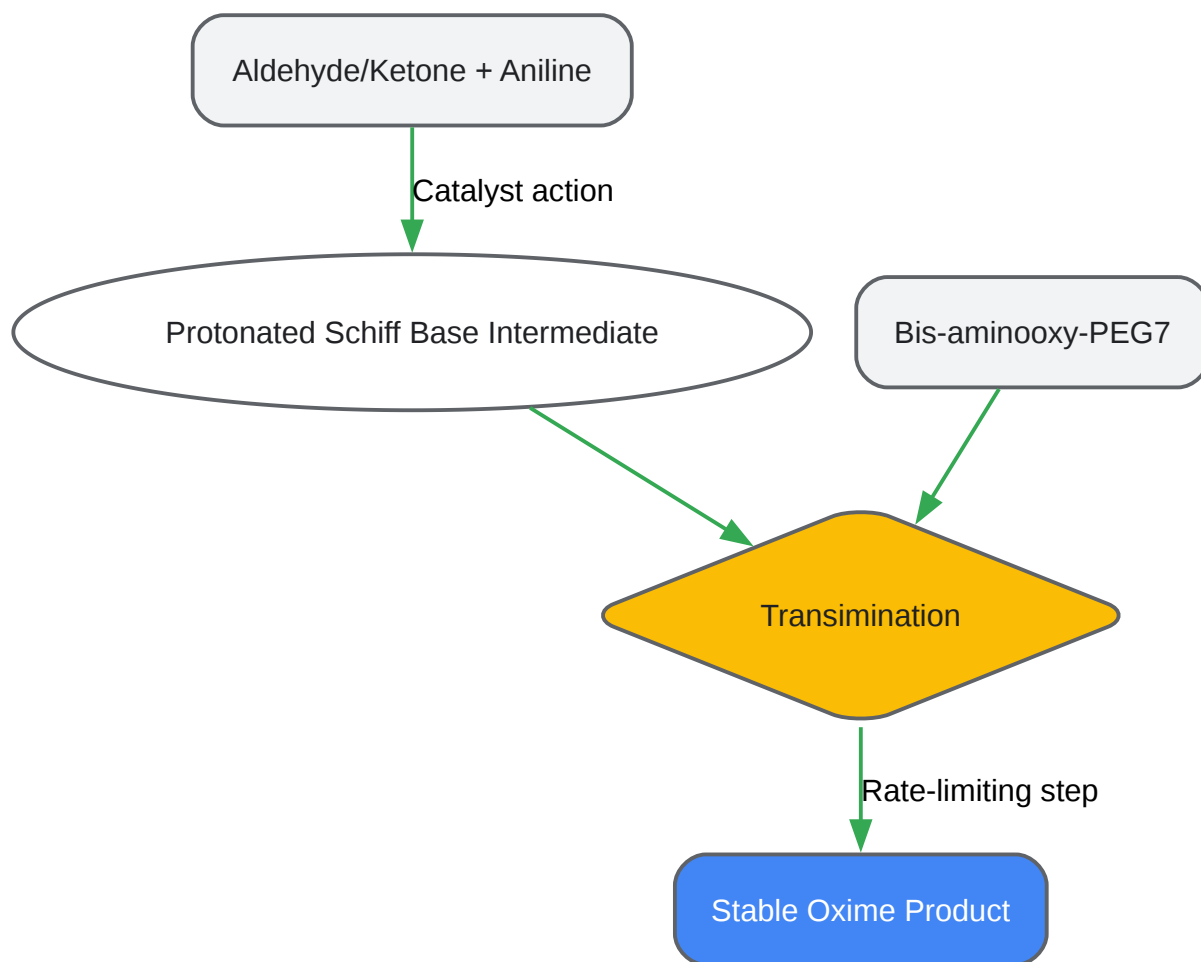 Aldehyde/Ketone + Aniline
Catalyst action
Protonated Schiff Base Intermediate
Bis-aminooxy-PEG7
Transimination
Rate-limiting step
Stable Oxime Product